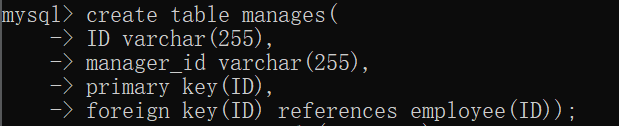 mysql> create table manages(
    -> ID varchar(255),
    -> manager_id varchar(255),
    -> primary key(ID),
    -> foreign key(ID) references employee(ID));